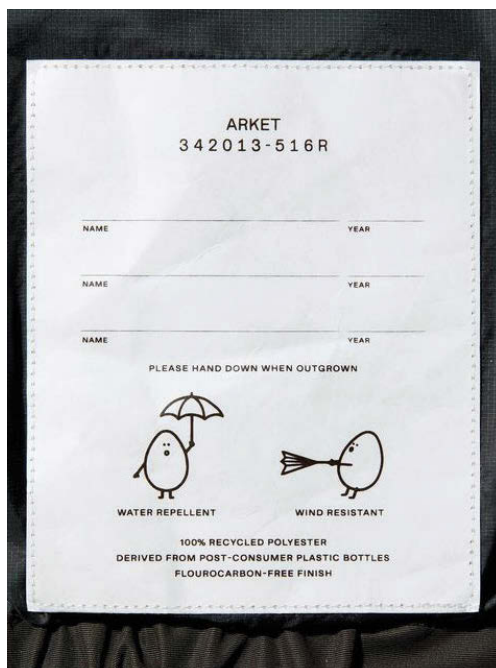 ARKET
342013-516R
NAME YEAR
NAME YEAR
NAME YEAR
PLEASE HAND DOWN WHEN OUTGROWN
WATER REPELLENT WIND RESISTANT
100% RECYCLED POLYESTER
DERIVED FROM POST-CONSUMER PLASTIC BOTTLES
FLOUROCARBON-FREE FINISH